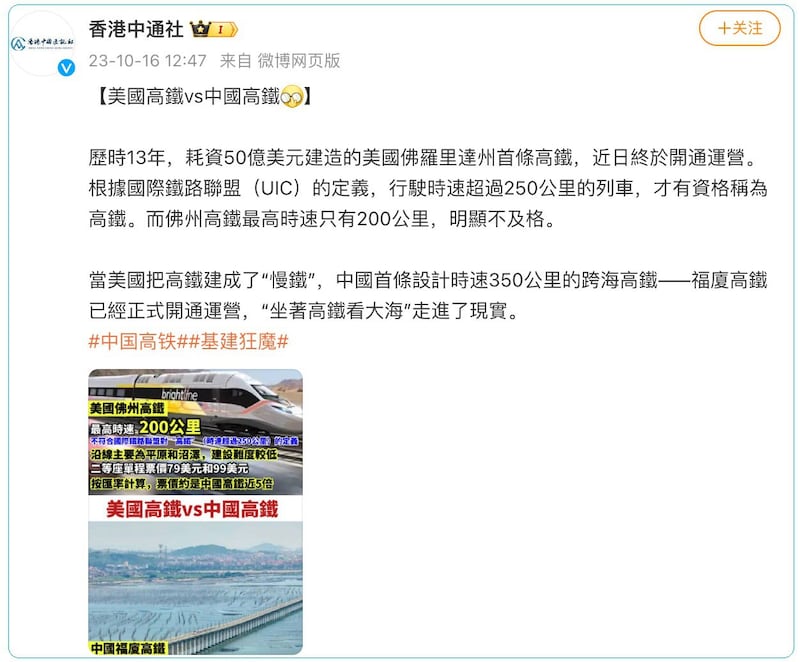 香港中通社
香港中國通訊社
I
+关注
23-10-16 12:47 来自 微博网页版
【美國高鐵vs中國高鐵】
歷時13年，耗資50億美元建造的美國佛羅里達州首條高鐵，近日終於開通運營。
根據國際鐵路聯盟（UIC）的定義，行駛時速超過250公里的列車，才有資格稱為
高鐵。而佛州高鐵最高時速只有200公里，明顯不及格。
當美國把高鐵建成了“慢鐵”，中國首條設計時速350公里的跨海高鐵——福廈高鐵
已經正式開通運營，“坐著高鐵看大海”走進了現實。
#中国高铁##基建狂魔#
brightline
美國佛州高鐵
最高時速 200公里
不符合國際鐵路聯盟對“高鐵”（時速超過250公里）的定義
沿線主要為平原和沼澤，建設難度較低
二等座單程票價79美元和99美元
按匯率計算，票價約是中國高鐵近5倍
美國高鐵vs中國高鐵
中國福廈高鐵